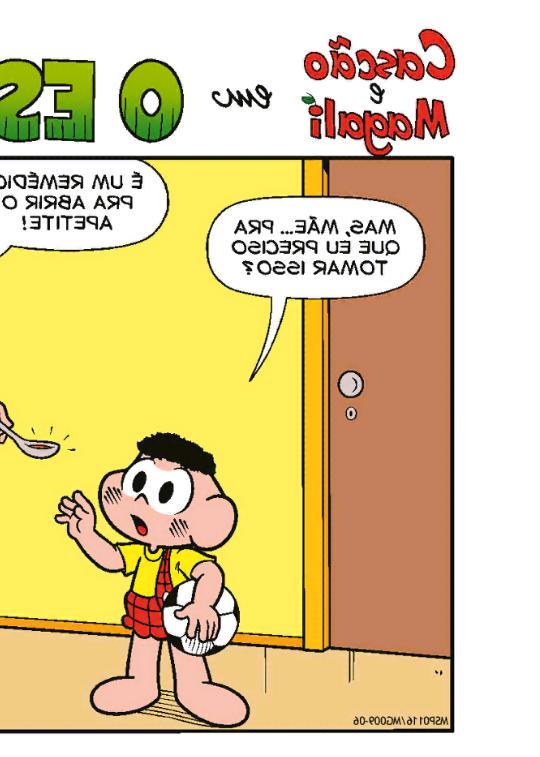 Cascão
e
Magali
em
O ES
MAS, MÃE... PRA
QUE EU PRECISO
TOMAR ISSO?
É UM REMÉDIO
PRA ABRIR O
APETITE!
MSP0116/MG009-06